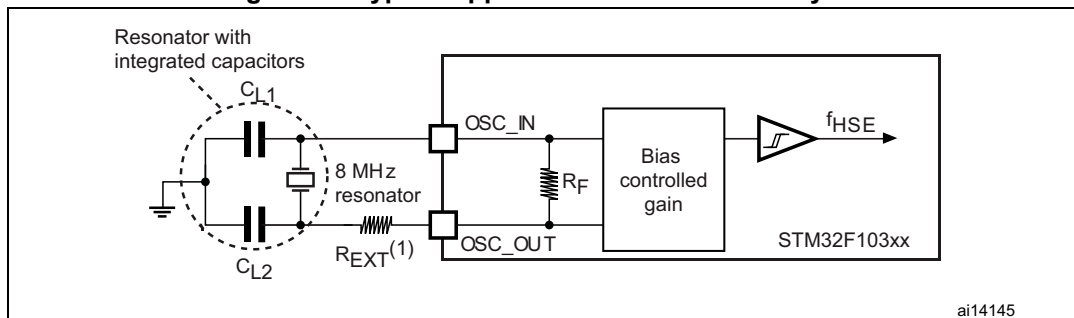 Resonator with
integrated capacitors
CL1
OSC_IN
fHSE
8 MHz
resonator
RF
Bias
controlled
gain
REXT(1)
OSC_OUT
STM32F103xx
CL2
ai14145